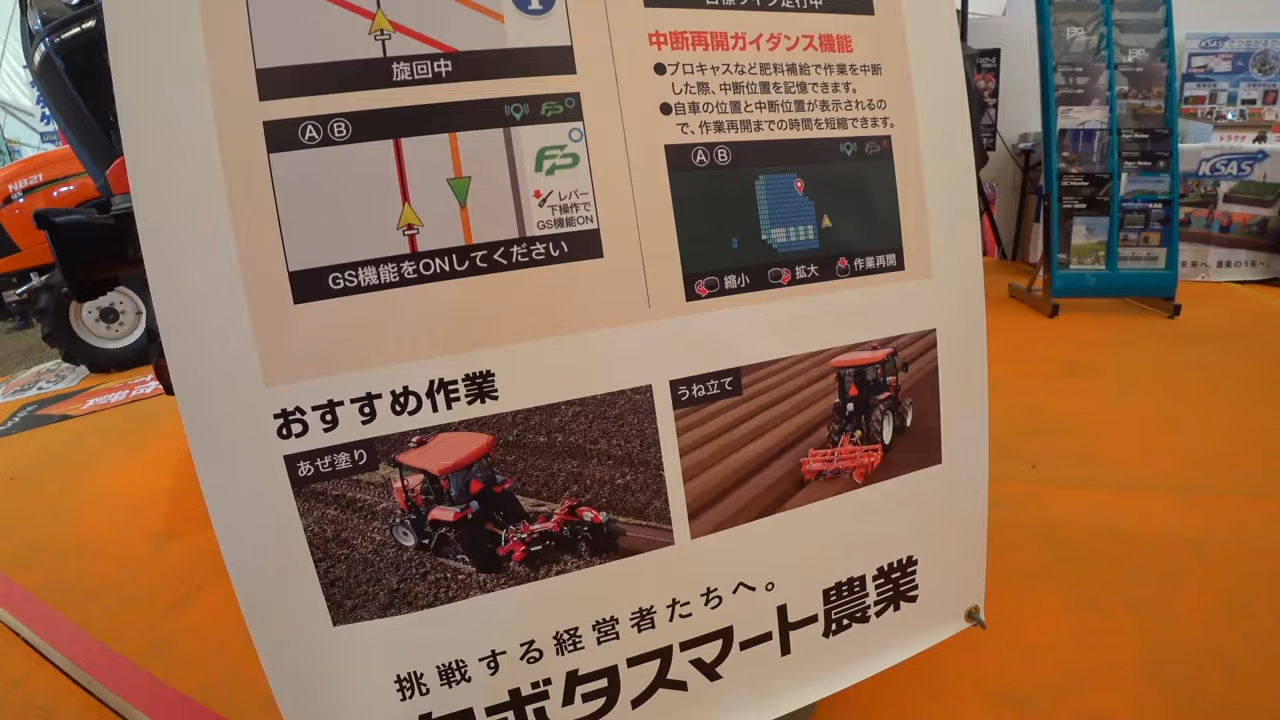 旋回中
Ⓐ Ⓑ
FP
レバー
下操作で
GS機能ON
GS機能をONしてください
中断再開ガイダンス機能
●ブロキャスなど肥料補給で作業を中断
した際、中断位置を記憶できます。
●自車の位置と中断位置が表示されるの
で、作業再開までの時間を短縮できます。
Ⓐ Ⓑ
縮小
拡大
作業再開
おすすめ作業
あぜ塗り
うね立て
挑戦する経営者たちへ。
クボタスマート農業
NB21
KSAS
トラクタ
KSAS